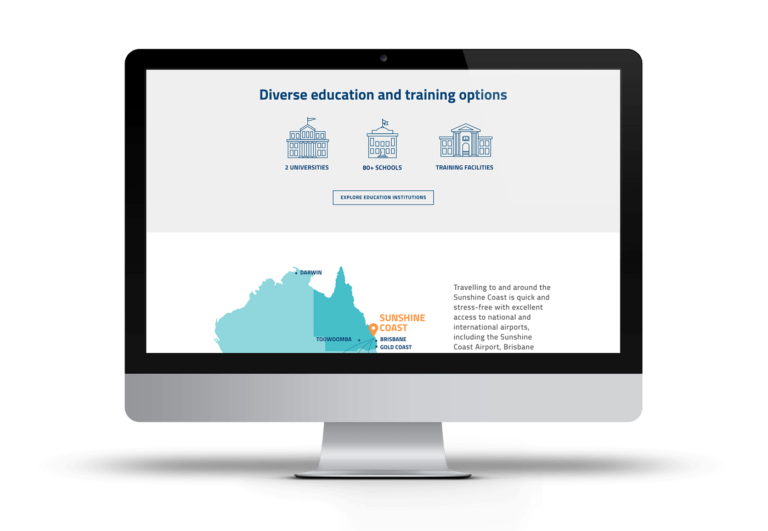 Diverse education and training options
2 UNIVERSITIES
80+ SCHOOLS
TRAINING FACILITIES
EXPLORE EDUCATION INSTITUTIONS
DARWIN
SUNSHINE
COAST
TOOWOOMBA
BRISBANE
GOLD COAST
Travelling to and around the
Sunshine Coast is quick and
stress-free with excellent
access to national and
international airports,
including the Sunshine
Coast Airport, Brisbane